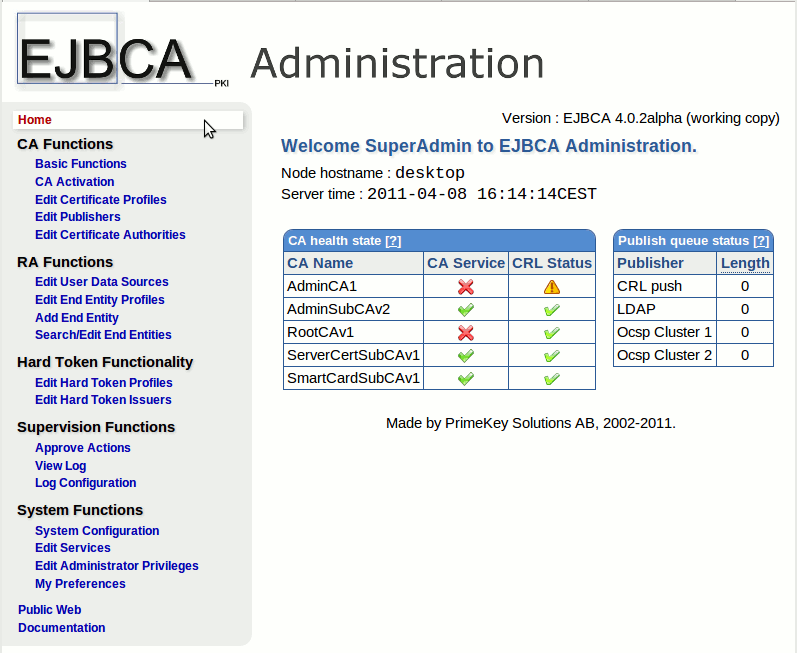 EJBCA PKI Administration
Home
CA Functions
Basic Functions
CA Activation
Edit Certificate Profiles
Edit Publishers
Edit Certificate Authorities
RA Functions
Edit User Data Sources
Edit End Entity Profiles
Add End Entity
Search/Edit End Entities
Hard Token Functionality
Edit Hard Token Profiles
Edit Hard Token Issuers
Supervision Functions
Approve Actions
View Log
Log Configuration
System Functions
System Configuration
Edit Services
Edit Administrator Privileges
My Preferences
Public Web
Documentation
Version : EJBCA 4.0.2alpha (working copy)
Welcome SuperAdmin to EJBCA Administration.
Node hostname : desktop
Server time : 2011-04-08 16:14:14CEST
CA health state [?]
CA Name CA Service CRL Status
AdminCA1
AdminSubCAv2
RootCAv1
ServerCertSubCAv1
SmartCardSubCAv1
Publish queue status [?]
Publisher Length
CRL push 0
LDAP 0
Ocsp Cluster 1 0
Ocsp Cluster 2 0
Made by PrimeKey Solutions AB, 2002-2011.